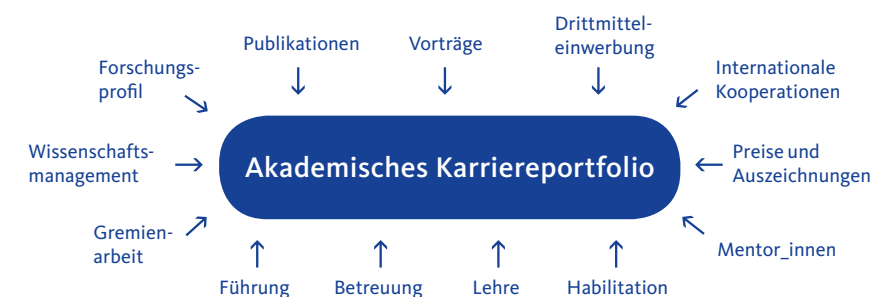 Publikationen
Vorträge
Drittmittel-
einwerbung
Forschungs-
profil
Internationale
Kooperationen
Wissenschafts-
management
Akademisches Karriereportfolio
Preise und
Auszeichnungen
Gremien-
arbeit
Mentor_innen
Führung
Betreuung
Lehre
Habilitation